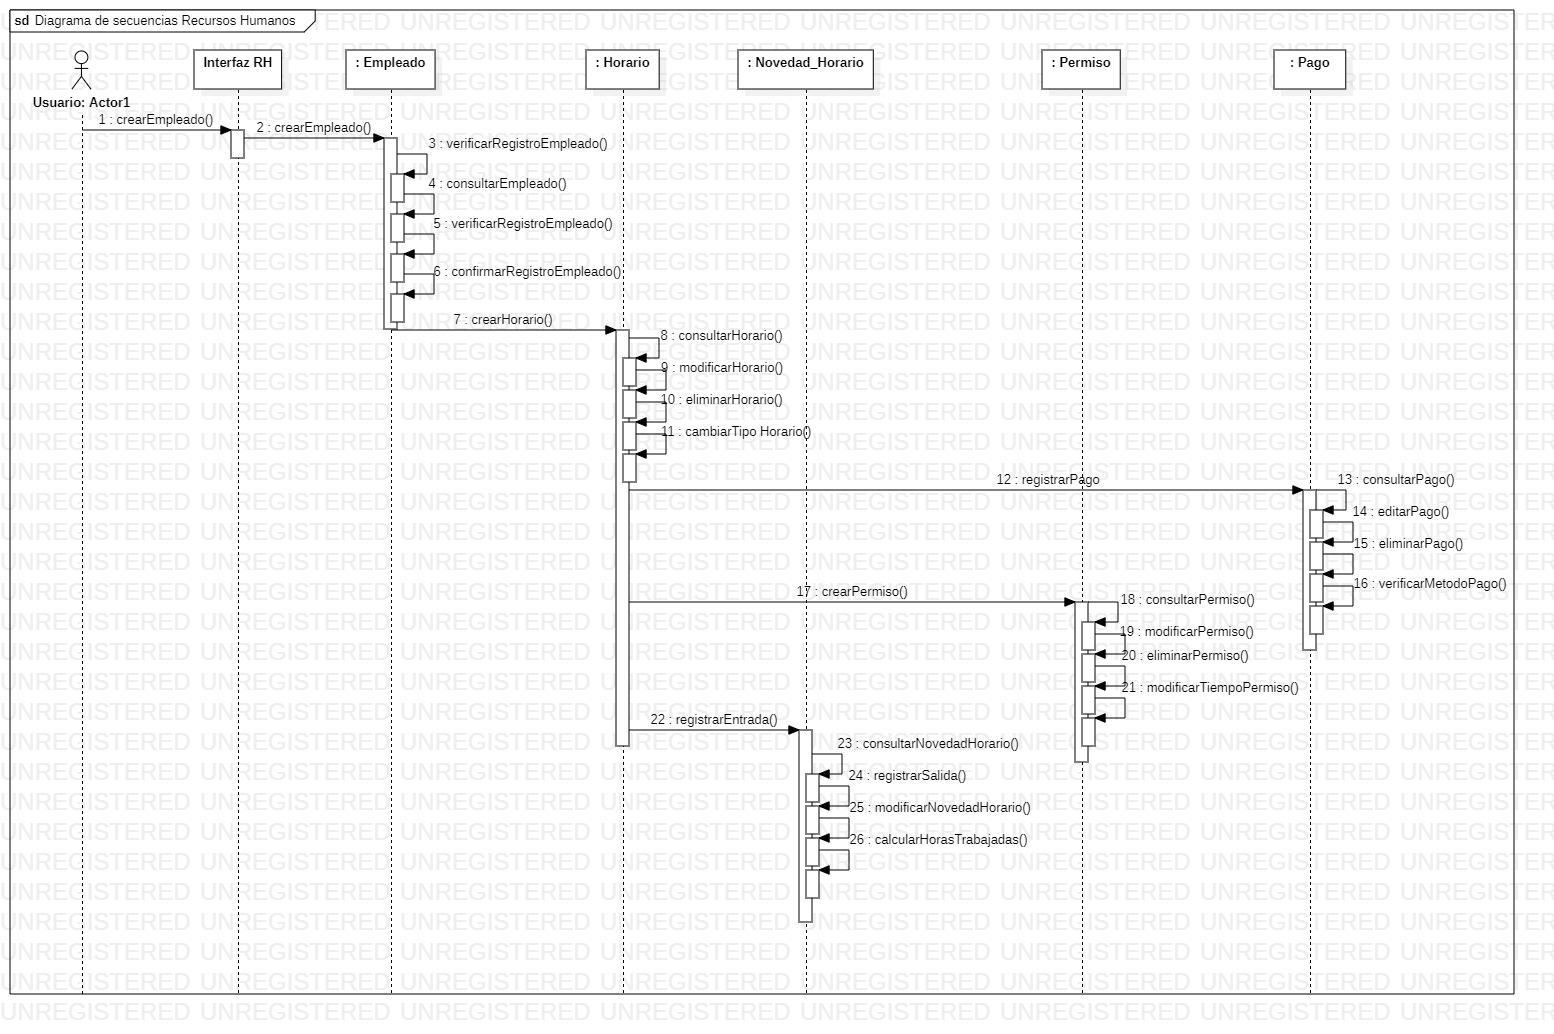 sd Diagrama de secuencias Recursos Humanos
Interfaz RH
: Empleado
: Horario
: Novedad_Horario
: Permiso
: Pago
Usuario: Actor1
1 : crearEmpleado()
2 : crearEmpleado()
3 : verificarRegistroEmpleado()
4 : consultarEmpleado()
5 : verificarRegistroEmpleado()
6 : confirmarRegistroEmpleado()
7 : crearHorario()
8 : consultarHorario()
9 : modificarHorario()
10 : eliminarHorario()
11 : cambiarTipo Horario()
12 : registrarPago
13 : consultarPago()
14 : editarPago()
15 : eliminarPago()
16 : verificarMetodoPago()
17 : crearPermiso()
18 : consultarPermiso()
19 : modificarPermiso()
20 : eliminarPermiso()
21 : modificarTiempoPermiso()
22 : registrarEntrada()
23 : consultarNovedadHorario()
24 : registrarSalida()
25 : modificarNovedadHorario()
26 : calcularHorasTrabajadas()
UNREGISTERED